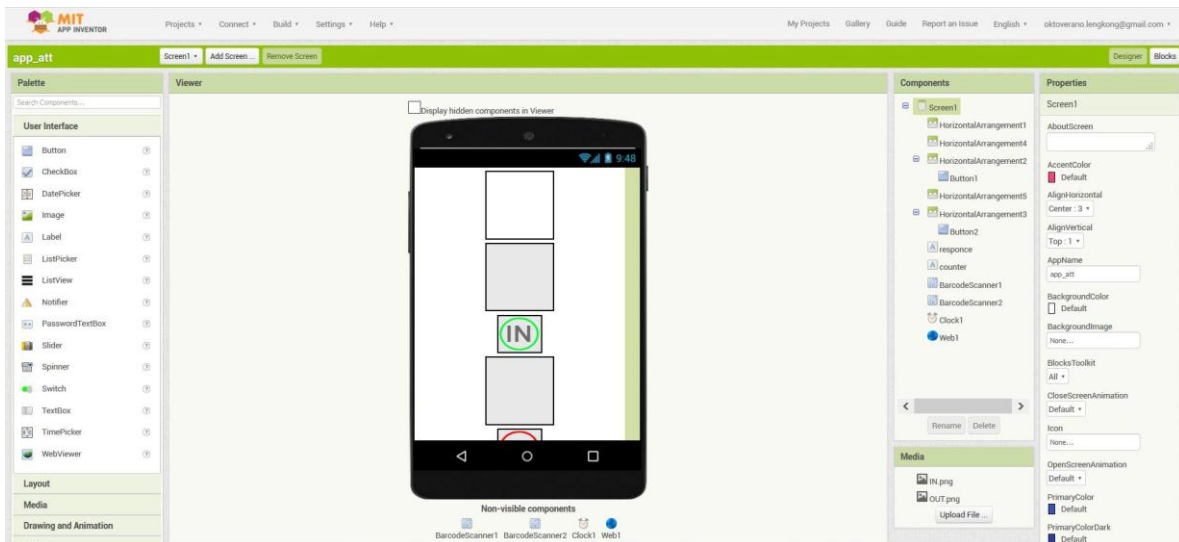 MIT
APP INVENTOR
Projects Connect Build Settings Help
My Projects Gallery Guide Report an Issue English oktoverano.lengkong@gmail.com
app_att
Screen1 Add Screen ... Remove Screen
Designer Blocks
Palette
Search Components...
User Interface
Button
CheckBox
DatePicker
Image
Label
ListPicker
ListView
Notifier
PasswordTextBox
Slider
Spinner
Switch
TextBox
TimePicker
WebViewer
Layout
Media
Drawing and Animation
Viewer
Display hidden components in Viewer
9:48
IN
Non-visible components
BarcodeScanner1 BarcodeScanner2 Clock1 Web1
Components
Screen1
HorizontalArrangement1
HorizontalArrangement4
HorizontalArrangement2
Button1
HorizontalArrangement5
HorizontalArrangement3
Button2
responce
counter
BarcodeScanner1
BarcodeScanner2
Clock1
Web1
Rename Delete
Media
IN.png
OUT.png
Upload File ...
Properties
Screen1
AboutScreen
AccentColor
Default
AlignHorizontal
Center : 3
AlignVertical
Top : 1
AppName
app_att
BackgroundColor
Default
BackgroundImage
None...
BlocksToolkit
All
CloseScreenAnimation
Default
Icon
None...
OpenScreenAnimation
Default
PrimaryColor
Default
PrimaryColorDark
Default